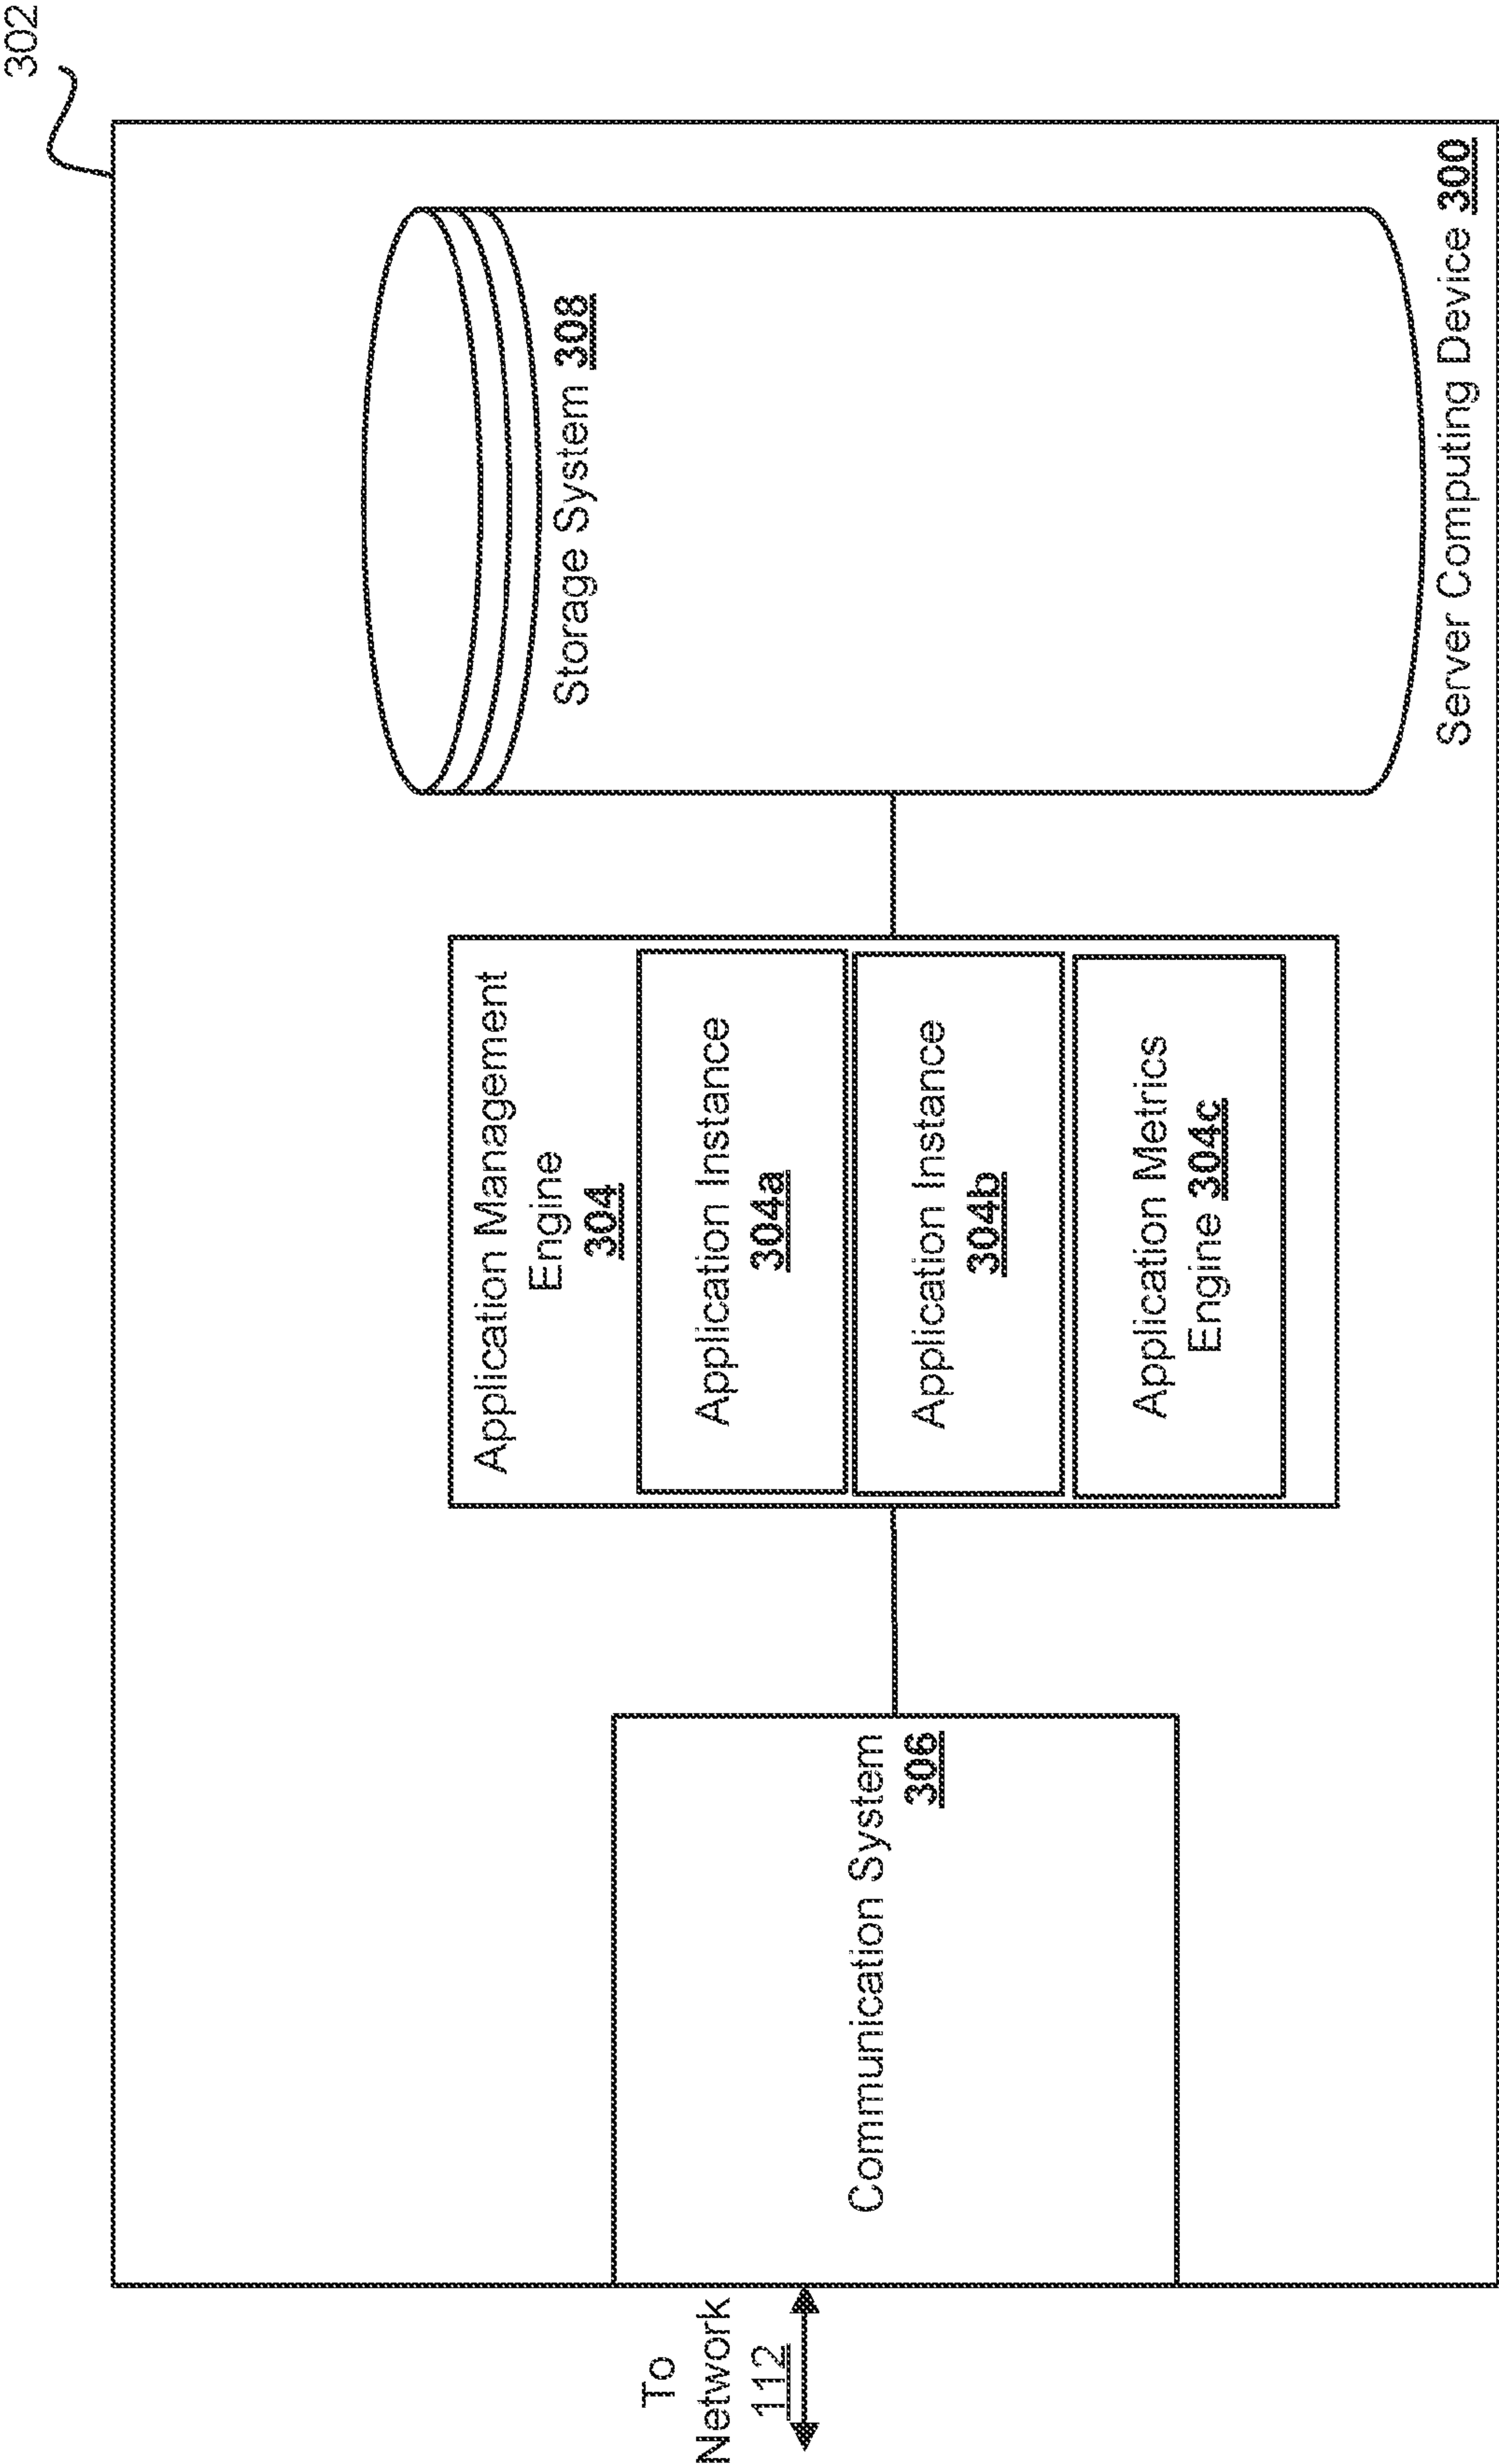 302
To
Network
112
Communication System
306
Application Management
Engine
304
Application Instance
304a
Application Instance
304b
Application Metrics
Engine 304c
Storage System 308
Server Computing Device 300